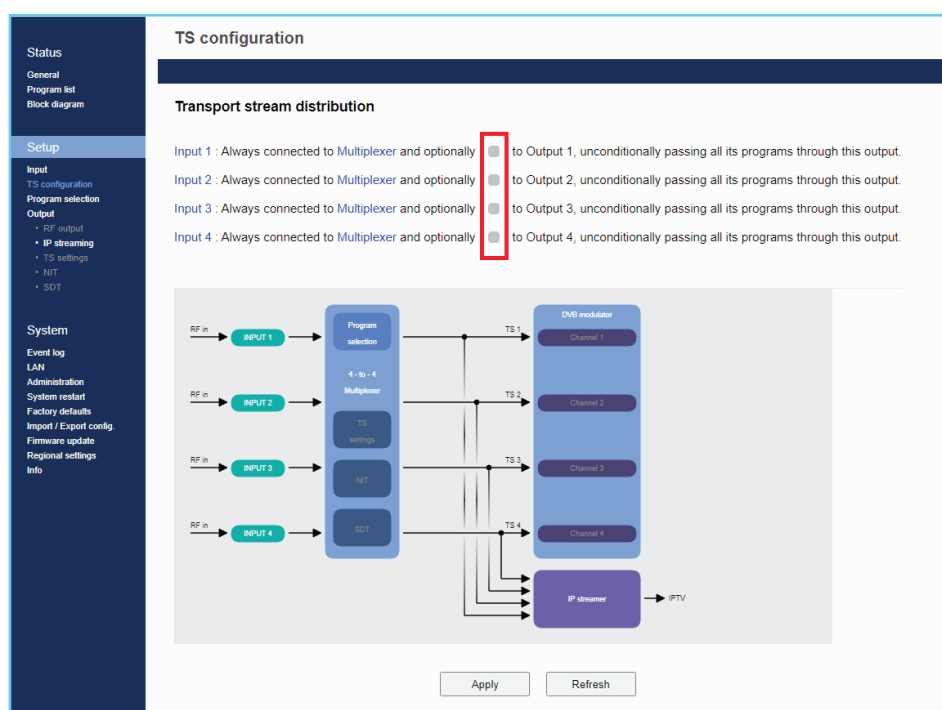 TS configuration
Status
General
Program list
Block diagram
Setup
Input
TS configuration
Program selection
Output
• RF output
• IP streaming
• TS settings
• NIT
• SDT
System
Event log
LAN
Administration
System restart
Factory defaults
Import / Export config.
Firmware update
Regional settings
Info
Transport stream distribution
Input 1 : Always connected to Multiplexer and optionally to Output 1, unconditionally passing all its programs through this output.
Input 2 : Always connected to Multiplexer and optionally to Output 2, unconditionally passing all its programs through this output.
Input 3 : Always connected to Multiplexer and optionally to Output 3, unconditionally passing all its programs through this output.
Input 4 : Always connected to Multiplexer and optionally to Output 4, unconditionally passing all its programs through this output.
RF in
INPUT 1
RF in
INPUT 2
RF in
INPUT 3
RF in
INPUT 4
Program
selection
4 - to - 4
Multiplexer
TS
settings
NIT
SDT
TS 1
TS 2
TS 3
TS 4
DVB modulator
Channel 1
Channel 2
Channel 3
Channel 4
IP streamer
IPTV
Apply
Refresh